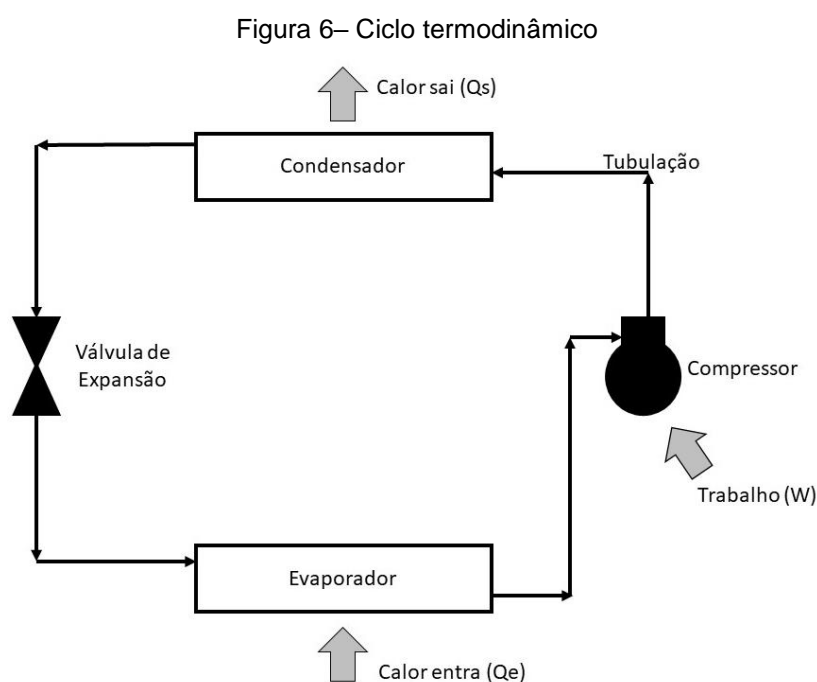 Figura 6– Ciclo termodinâmico
Calor sai (Qs)
Condensador
Tubulação
Válvula de
Expansão
Compressor
Trabalho (W)
Evaporador
Calor entra (Qe)